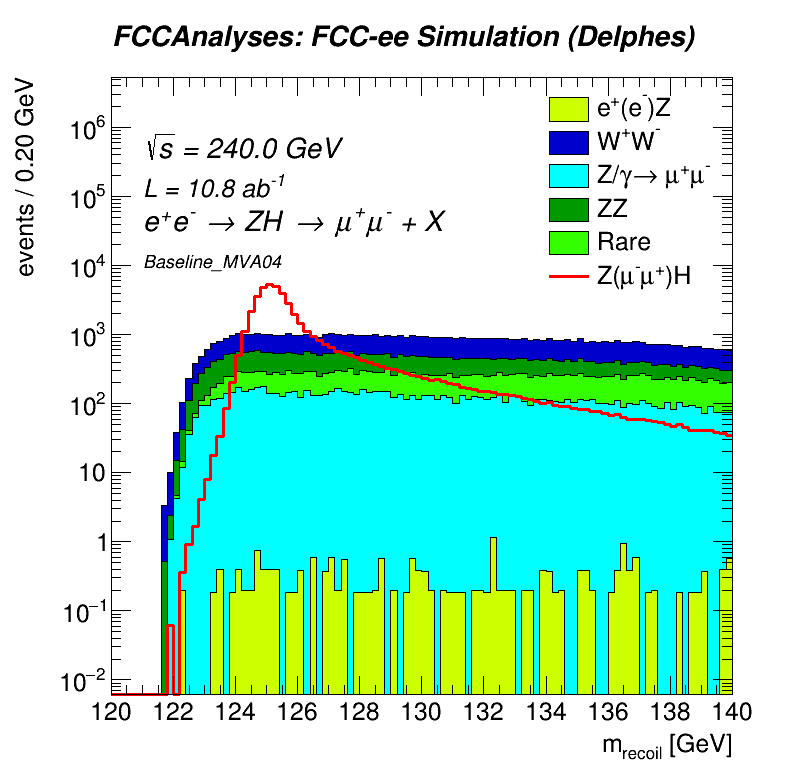 FCCAnalyses: FCC-ee Simulation (Delphes)
events / 0.20 GeV
√s = 240.0 GeV
L = 10.8 ab⁻¹
e⁺e⁻ → ZH → μ⁺μ⁻ + X
Baseline_MVA04
e⁺(e⁻)Z
W⁺W⁻
Z/γ→ μ⁺μ⁻
ZZ
Rare
Z(μ⁻μ⁺)H
10⁶
10⁵
10⁴
10³
10²
10
1
10⁻¹
10⁻²
120 122 124 126 128 130 132 134 136 138 140
m_recoil [GeV]